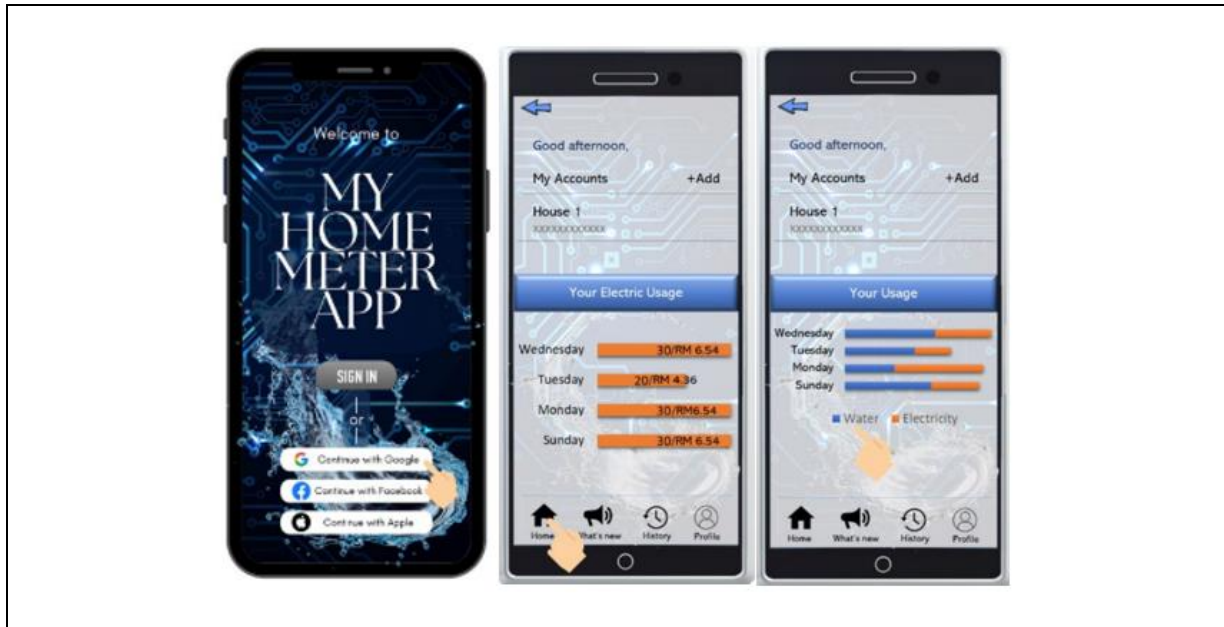 Welcome to
MY
HOME
METER
APP
SIGN IN
or
Continue with Google
Continue with Facebook
Continue with Apple
Good afternoon,
My Accounts +Add
House 1
xxxxxxxxxxxx
Your Electric Usage
Wednesday 30/RM 6.54
Tuesday 20/RM 4.36
Monday 30/RM6.54
Sunday 30/RM 6.54
Home What's new History Profile
Good afternoon,
My Accounts +Add
House 1
xxxxxxxxxxxx
Your Usage
Wednesday
Tuesday
Monday
Sunday
Water Electricity
Home What's new History Profile